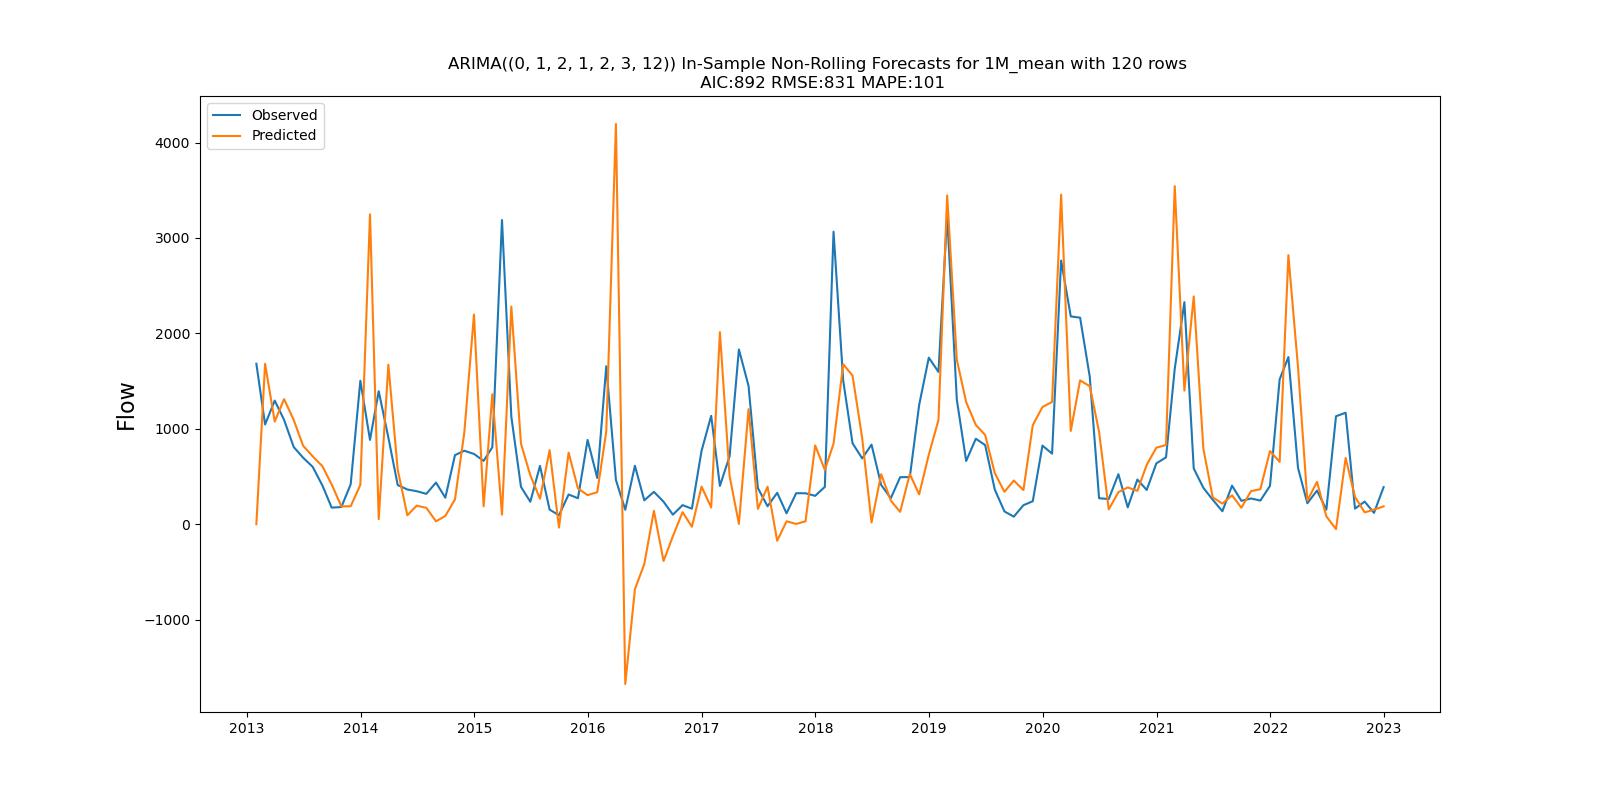 ARIMA((0, 1, 2, 1, 2, 3, 12)) In-Sample Non-Rolling Forecasts for 1M_mean with 120 rows
AIC:892 RMSE:831 MAPE:101
Observed
Predicted
4000
3000
2000
1000
0
−1000
Flow
2013 2014 2015 2016 2017 2018 2019 2020 2021 2022 2023